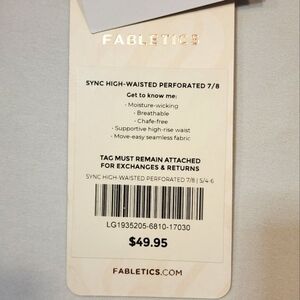 FABLETICS
SYNC HIGH-WAISTED PERFORATED 7/8
Get to know me:
· Moisture-wicking
· Breathable
· Chafe-free
· Supportive high-rise waist
· Move-easy seamless fabric
TAG MUST REMAIN ATTACHED
FOR EXCHANGES & RETURNS
SYNC HIGH-WAISTED PERFORATED 7/8 | S/4-6
LG1935205-6810-17030
$49.95
FABLETICS.COM